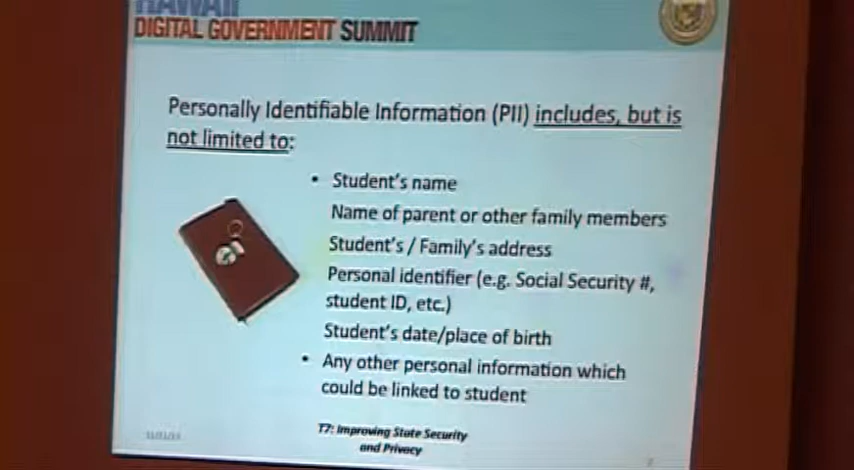 HAWAII
DIGITAL GOVERNMENT SUMMIT
Personally Identifiable Information (PII) includes, but is
not limited to:
• Student's name
Name of parent or other family members
Student's / Family's address
Personal identifier (e.g. Social Security #,
student ID, etc.)
Student's date/place of birth
• Any other personal information which
could be linked to student
T7: Improving State Security
and Privacy